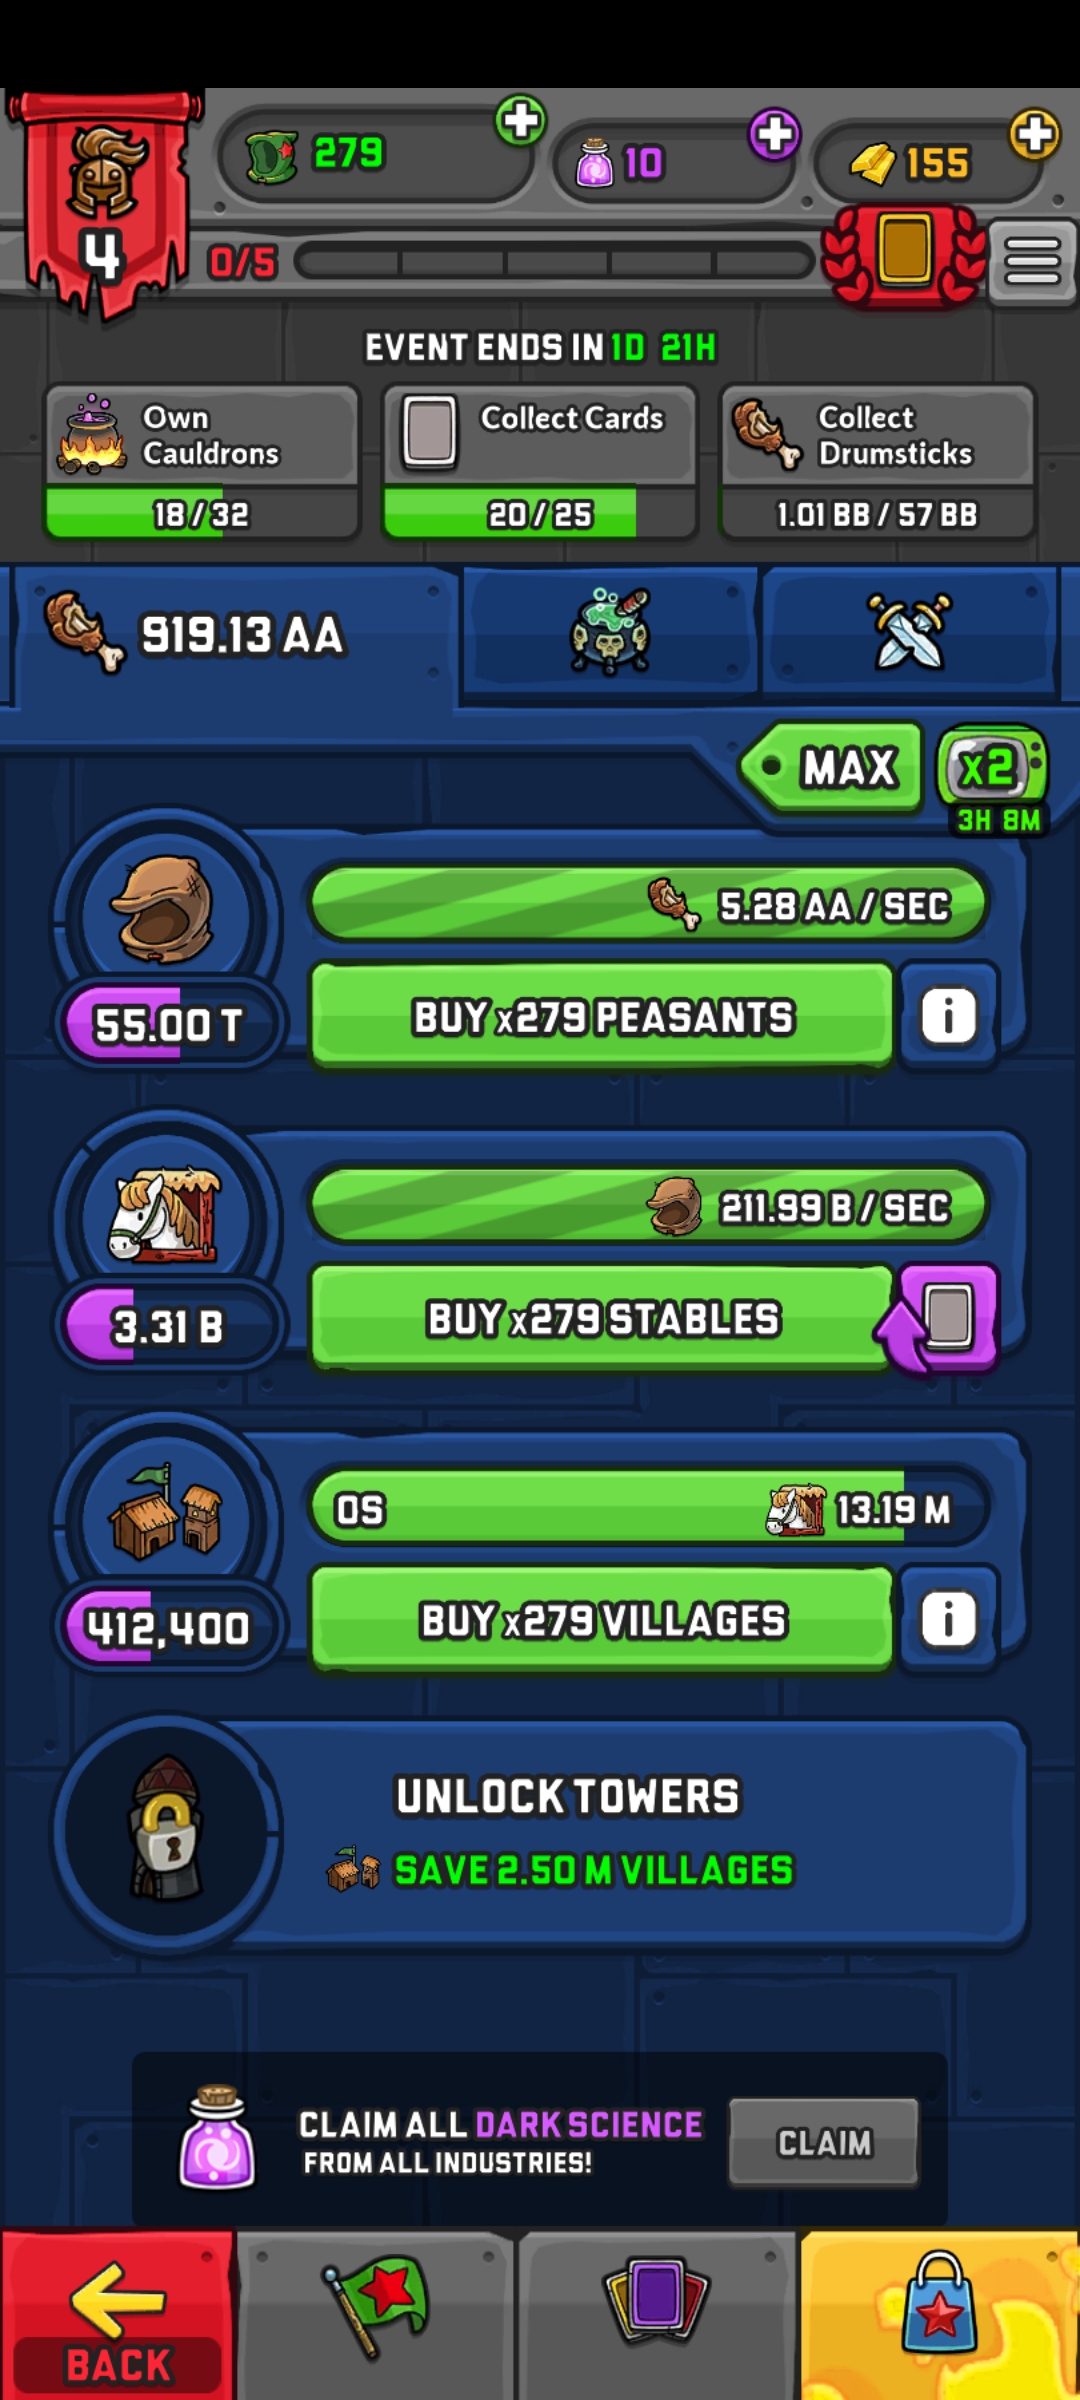 279
10
155
4
0/5
EVENT ENDS IN 1D 21H
Own
Cauldrons
18/32
Collect Cards
20/25
Collect
Drumsticks
1.01 BB / 57 BB
919.13 AA
MAX
x2
3H 8M
5.28 AA / SEC
55.00 T
BUY x279 PEASANTS
i
211.99 B / SEC
3.31 B
BUY x279 STABLES
0S
13.19 M
412,400
BUY x279 VILLAGES
i
UNLOCK TOWERS
SAVE 2.50 M VILLAGES
CLAIM ALL DARK SCIENCE
FROM ALL INDUSTRIES!
CLAIM
BACK